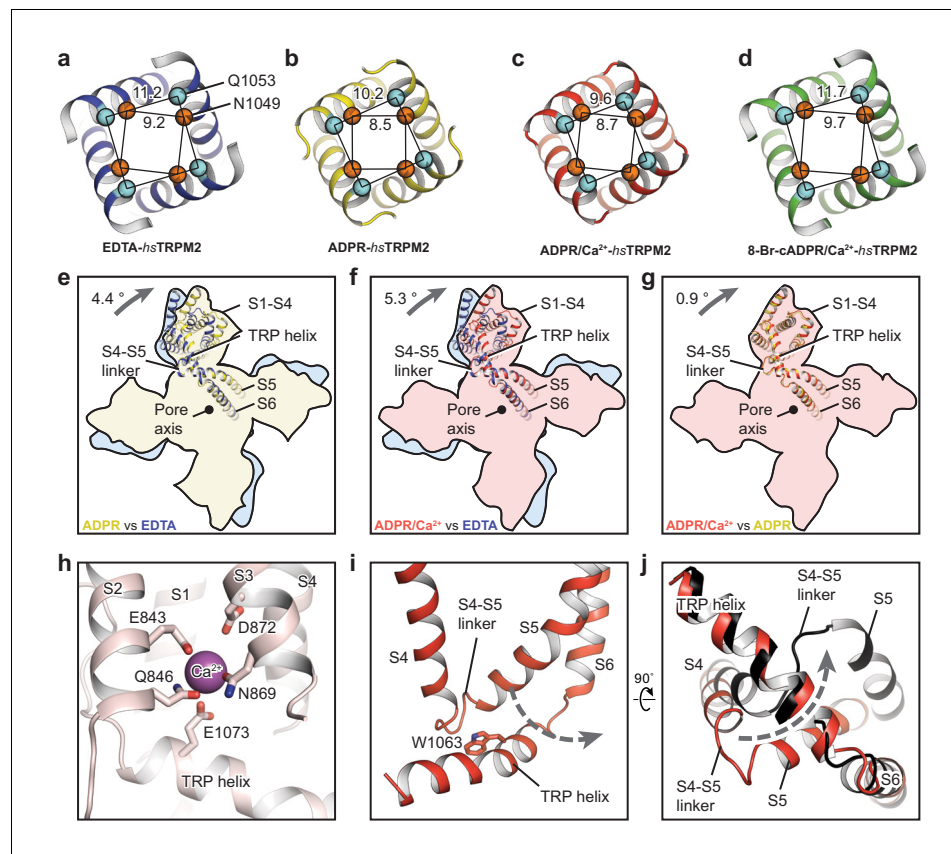 a b c d
11.2 Q1053 10.2 9.6 11.7
N1049
9.2 8.5 8.7 9.7
EDTA-hsTRPM2 ADPR-hsTRPM2 ADPR/Ca²⁺-hsTRPM2 8-Br-cADPR/Ca²⁺-hsTRPM2
e f g
4.4 ° 5.3 ° 0.9 °
S1-S4 S1-S4 S1-S4
TRP helix TRP helix TRP helix
S4-S5 S4-S5 S4-S5
linker linker linker
S5 S5 S5
Pore S6 Pore S6 Pore S6
axis axis axis
ADPR vs EDTA ADPR/Ca²⁺ vs EDTA ADPR/Ca²⁺ vs ADPR
h i j
S2 S1 S3 S4
E843 D872
Ca²⁺
Q846 N869
E1073
TRP helix
S4-S5
linker S5
S4 S6
W1063
TRP helix
90°
S4-S5
TRP helix linker S5
S4
S4-S5 S5 S6
linker